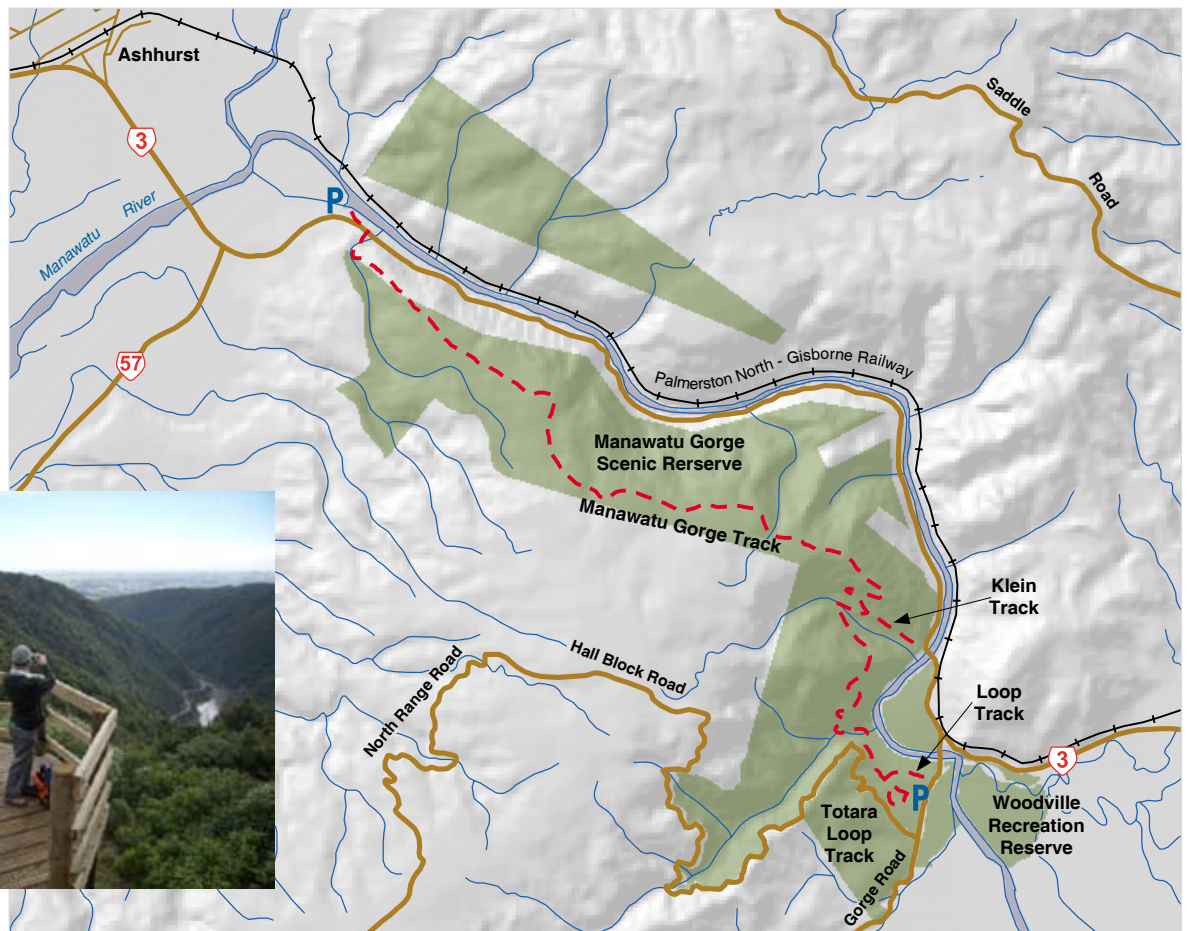 Ashhurst
3
Manawatu River
P
57
Saddle
Road
Palmerston North - Gisborne Railway
Manawatu Gorge
Scenic Rerserve
Manawatu Gorge Track
Klein
Track
Hall Block Road
North Range Road
Loop
Track
3
P
Totara
Loop
Track
Woodville
Recreation
Reserve
Gorge Road